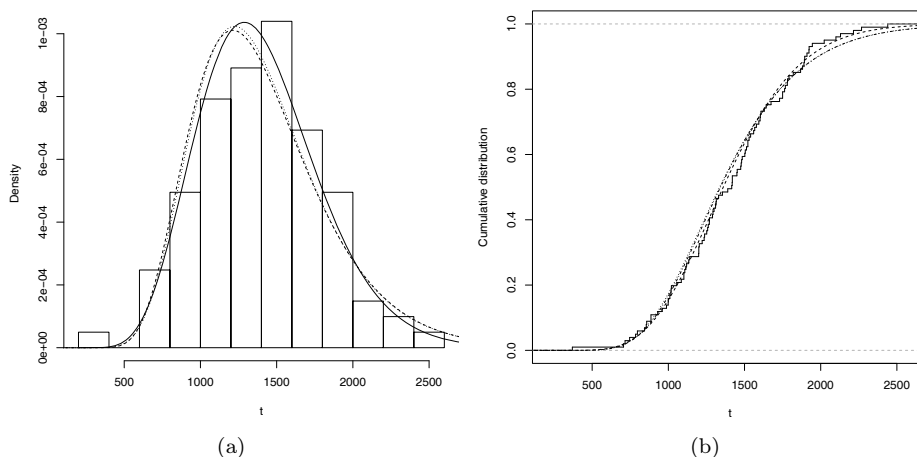 1e-03
8e-04
6e-04
4e-04
2e-04
0e+00
Density
500 1000 1500 2000 2500
t
(a)
1.0
0.8
0.6
0.4
0.2
0.0
Cumulative distribution
500 1000 1500 2000 2500
t
(b)